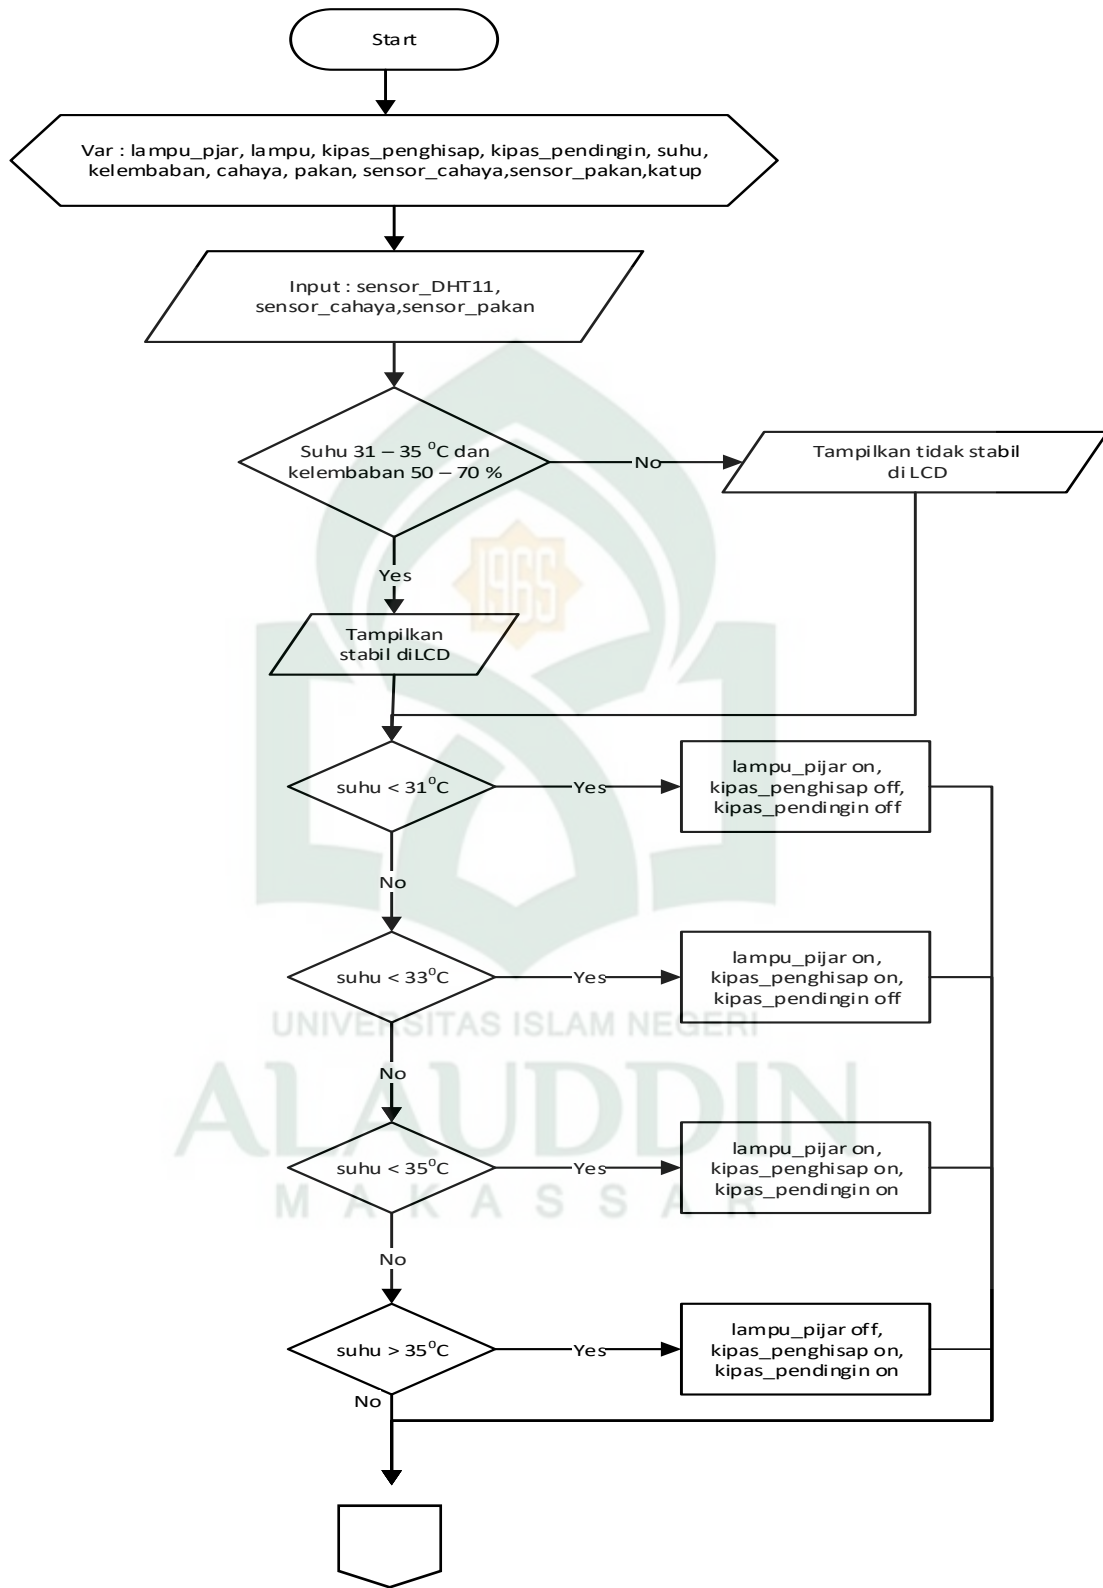 Start
Var : lampu_pjar, lampu, kipas_penghisap, kipas_pendingin, suhu,
kelembaban, cahaya, pakan, sensor_cahaya,sensor_pakan,katup
Input : sensor_DHT11,
sensor_cahaya,sensor_pakan
Suhu 31 – 35 ⁰C dan
kelembaban 50 – 70 %
No
Tampilkan tidak stabil
di LCD
Yes
1965
Tampilkan
stabil diLCD
suhu < 31⁰C
Yes
lampu_pijar on,
kipas_penghisap off,
kipas_pendingin off
No
suhu < 33⁰C
Yes
lampu_pijar on,
kipas_penghisap on,
kipas_pendingin off
UNIVERSITAS ISLAM NEGERI
No
ALAUDDIN
suhu < 35⁰C
Yes
lampu_pijar on,
kipas_penghisap on,
kipas_pendingin on
MAKASSAR
No
suhu > 35⁰C
Yes
lampu_pijar off,
kipas_penghisap on,
kipas_pendingin on
No